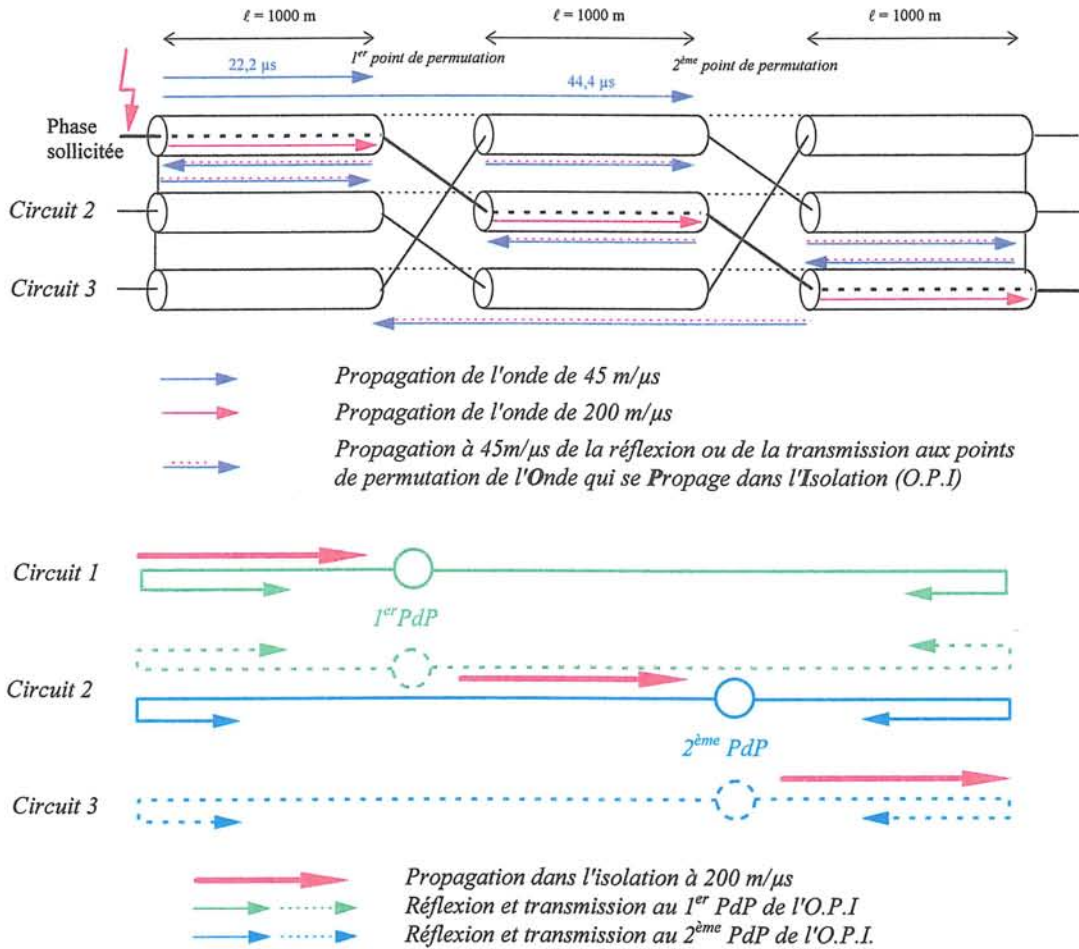 ℓ = 1000 m ℓ = 1000 m ℓ = 1000 m
22,2 µs 1er point de permutation 2ème point de permutation
44,4 µs
Phase
sollicitée
Circuit 2
Circuit 3
Propagation de l'onde de 45 m/µs
Propagation de l'onde de 200 m/µs
Propagation à 45m/µs de la réflexion ou de la transmission aux points
de permutation de l'Onde qui se Propage dans l'Isolation (O.P.I)
Circuit 1
1er PdP
Circuit 2
2ème PdP
Circuit 3
Propagation dans l'isolation à 200 m/µs
Réflexion et transmission au 1er PdP de l'O.P.I
Réflexion et transmission au 2ème PdP de l'O.P.I.